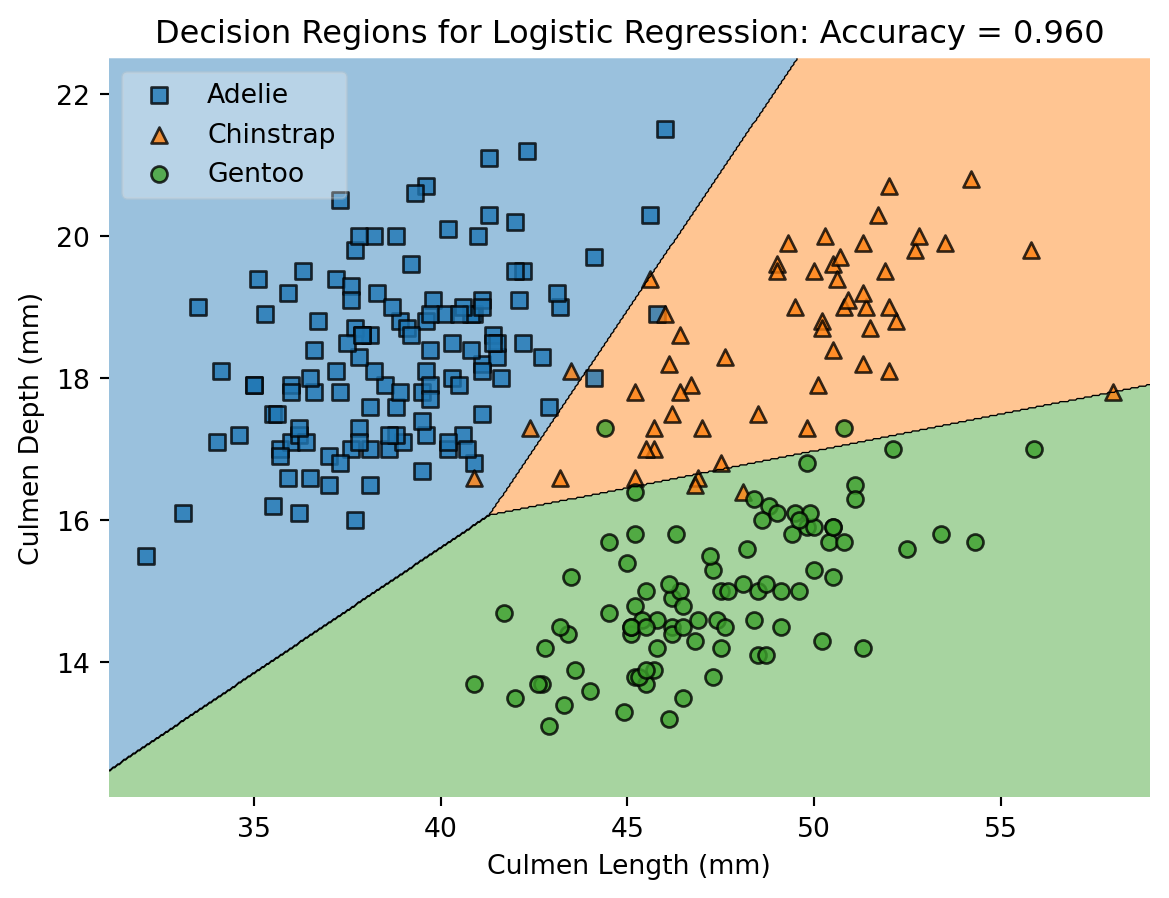 Decision Regions for Logistic Regression: Accuracy = 0.960
Adelie
Chinstrap
Gentoo
22
20
18
16
14
Culmen Depth (mm)
35 40 45 50 55
Culmen Length (mm)